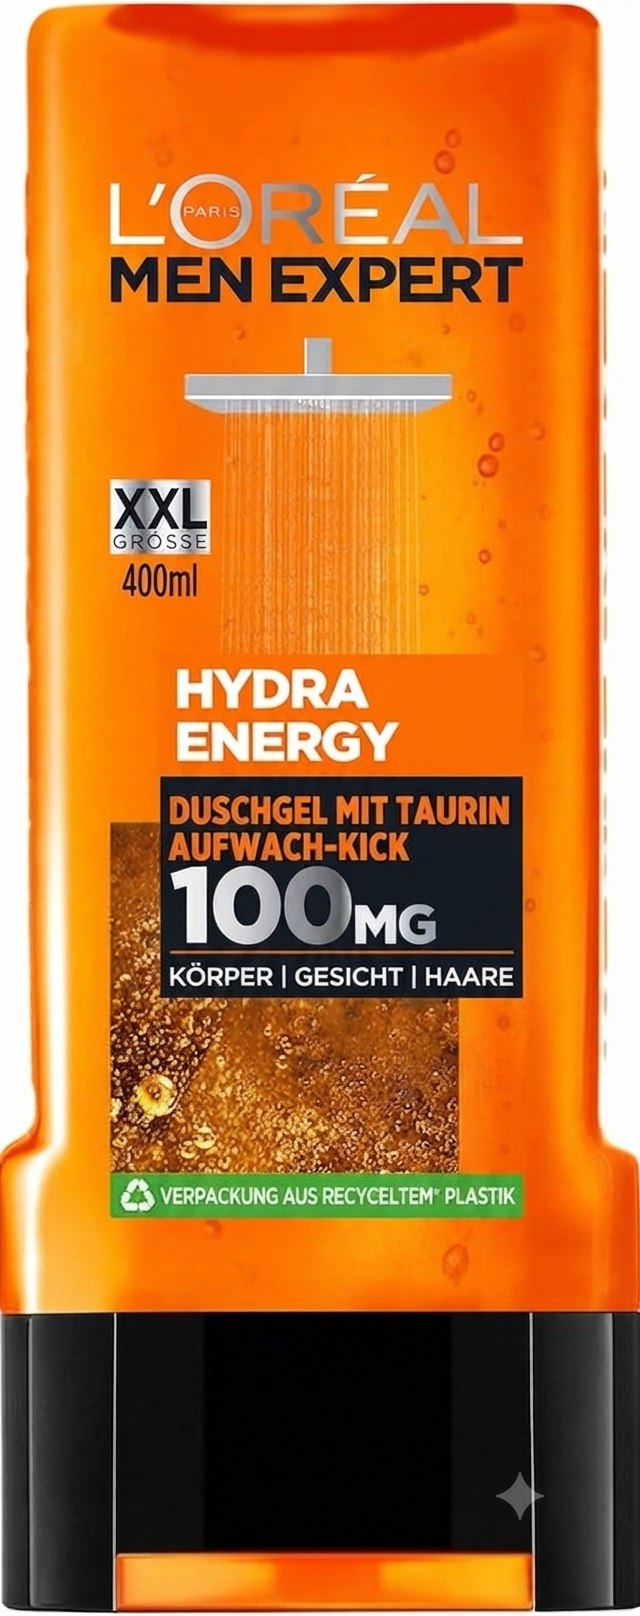 L'ORÉAL
PARIS
MEN EXPERT
XXL
GRÖSSE
400ml
HYDRA
ENERGY
DUSCHGEL MIT TAURIN
AUFWACH-KICK
100MG
KÖRPER | GESICHT | HAARE
VERPACKUNG AUS RECYCELTEM* PLASTIK